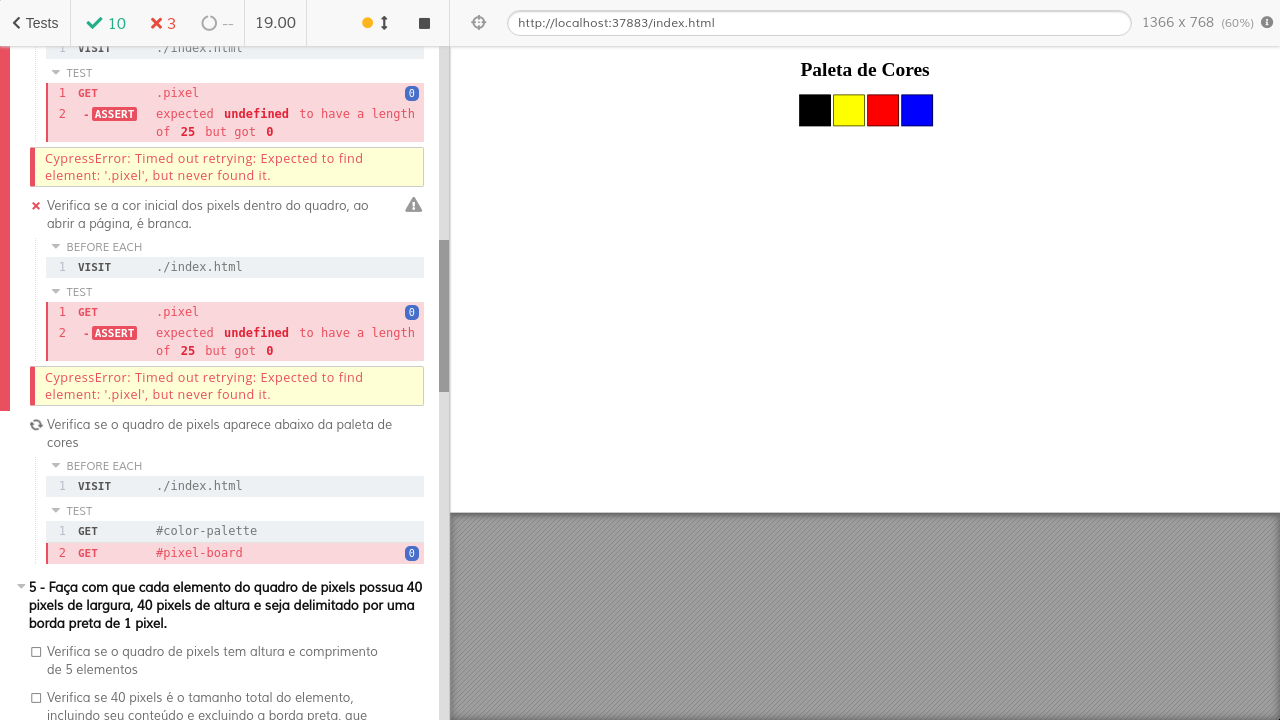 Tests 10 3 -- 19.00
http://localhost:37883/index.html 1366 x 768 (60%)
1 VISIT ./index.html
TEST
1 GET .pixel 0
2 - ASSERT expected undefined to have a length
of 25 but got 0
CypressError: Timed out retrying: Expected to find
element: '.pixel', but never found it.
Verifica se a cor inicial dos pixels dentro do quadro, ao
abrir a página, é branca.
BEFORE EACH
1 VISIT ./index.html
TEST
1 GET .pixel 0
2 - ASSERT expected undefined to have a length
of 25 but got 0
CypressError: Timed out retrying: Expected to find
element: '.pixel', but never found it.
Verifica se o quadro de pixels aparece abaixo da paleta de
cores
BEFORE EACH
1 VISIT ./index.html
TEST
1 GET #color-palette
2 GET #pixel-board 0
5 - Faça com que cada elemento do quadro de pixels possua 40
pixels de largura, 40 pixels de altura e seja delimitado por uma
borda preta de 1 pixel.
Verifica se o quadro de pixels tem altura e comprimento
de 5 elementos
Verifica se 40 pixels é o tamanho total do elemento,
incluindo seu conteúdo e excluindo a borda preta, que
Paleta de Cores